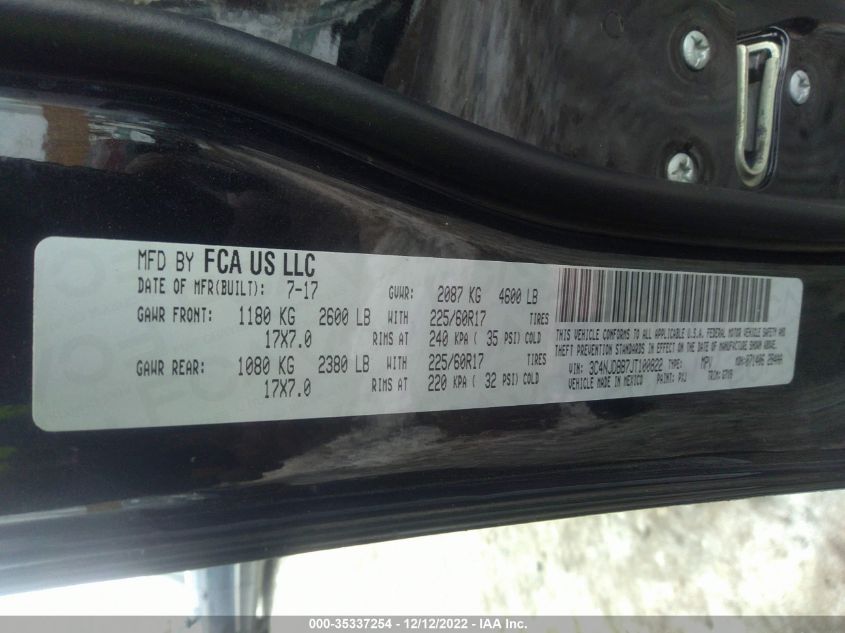 MFD BY FCA US LLC
DATE OF MFR(BUILT): 7-17 GVWR: 2087 KG 4600 LB
GAWR FRONT: 1180 KG 2600 LB WITH 225/60R17 TIRES
17X7.0 RIMS AT 240 KPA ( 35 PSI) COLD
GAWR REAR: 1080 KG 2380 LB WITH 225/60R17 TIRES
17X7.0 RIMS AT 220 KPA ( 32 PSI) COLD
THIS VEHICLE CONFORMS TO ALL APPLICABLE U.S.A. FEDERAL MOTOR VEHICLE SAFETY AND
THEFT PREVENTION STANDARDS IN EFFECT ON THE DATE OF MANUFACTURE SHOWN ABOVE.
VIN: 3C4NJDBB7JT100822 TYPE: MPV MDH:
VEHICLE MADE IN MEXICO PAINT: PXJ TRIM:
000-35337254 - 12/12/2022 - IAA Inc.